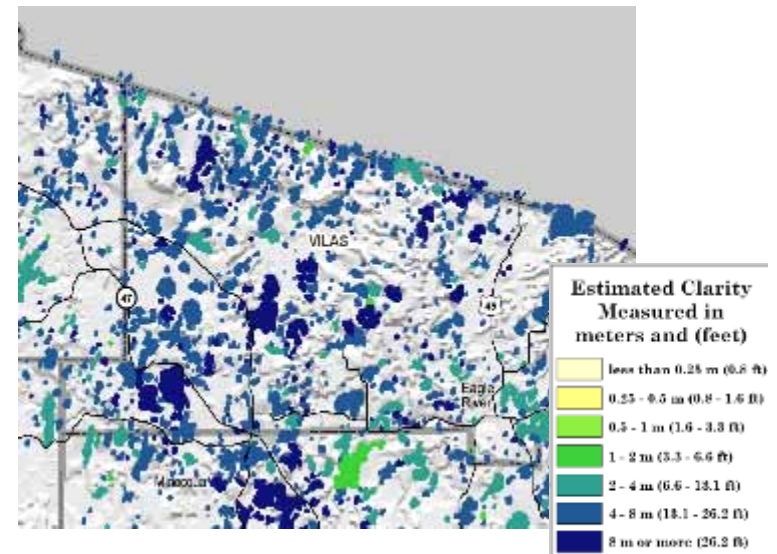 VILAS
47
45
Eagle
River
Minocqua
Estimated Clarity
Measured in
meters and (feet)
less than 0.25 m (0.8 ft)
0.25 - 0.5 m (0.8 - 1.6 ft)
0.5 - 1 m (1.6 - 3.3 ft)
1 - 2 m (3.3 - 6.6 ft)
2 - 4 m (6.6 - 13.1 ft)
4 - 8 m (13.1 - 26.2 ft)
8 m or more (26.2 ft)